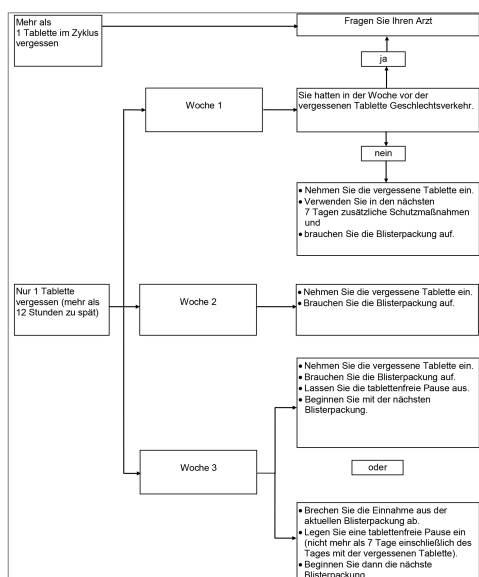 Mehr als
1 Tablette im Zyklus
vergessen
Fragen Sie Ihren Arzt
ja
Woche 1
Sie hatten in der Woche vor der
vergessenen Tablette Geschlechtsverkehr.
nein
• Nehmen Sie die vergessene Tablette ein.
• Verwenden Sie in den nächsten
7 Tagen zusätzliche Schutzmaßnahmen
und
• brauchen Sie die Blisterpackung auf.
Nur 1 Tablette
vergessen (mehr als
12 Stunden zu spät)
Woche 2
• Nehmen Sie die vergessene Tablette ein.
• Brauchen Sie die Blisterpackung auf.
• Nehmen Sie die vergessene Tablette ein.
• Brauchen Sie die Blisterpackung auf.
• Lassen Sie die tablettenfreie Pause aus.
• Beginnen Sie mit der nächsten
Blisterpackung.
Woche 3
oder
• Brechen Sie die Einnahme aus der
aktuellen Blisterpackung ab.
• Legen Sie eine tablettenfreie Pause ein
(nicht mehr als 7 Tage einschließlich des
Tages mit der vergessenen Tablette).
• Beginnen Sie dann die nächste
Blisterpackung